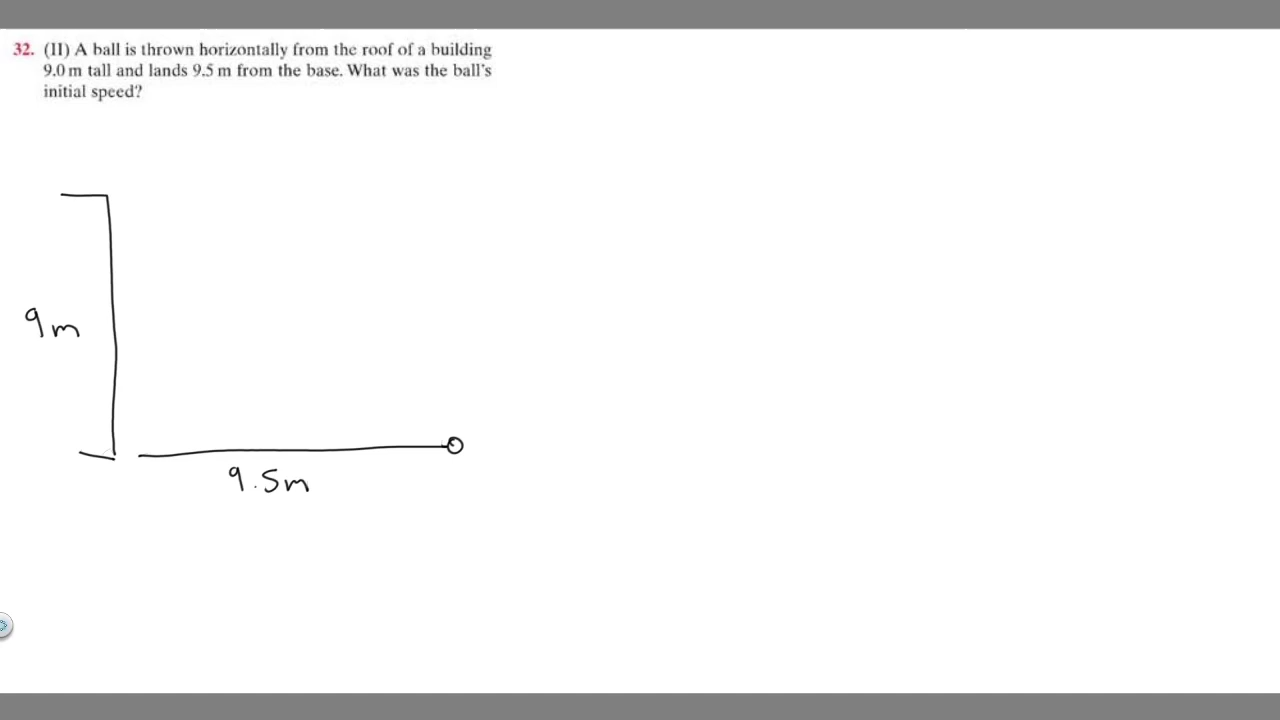 32. (II) A ball is thrown horizontally from the roof of a building
9.0 m tall and lands 9.5 m from the base. What was the ball's
initial speed?
9m
9.5m